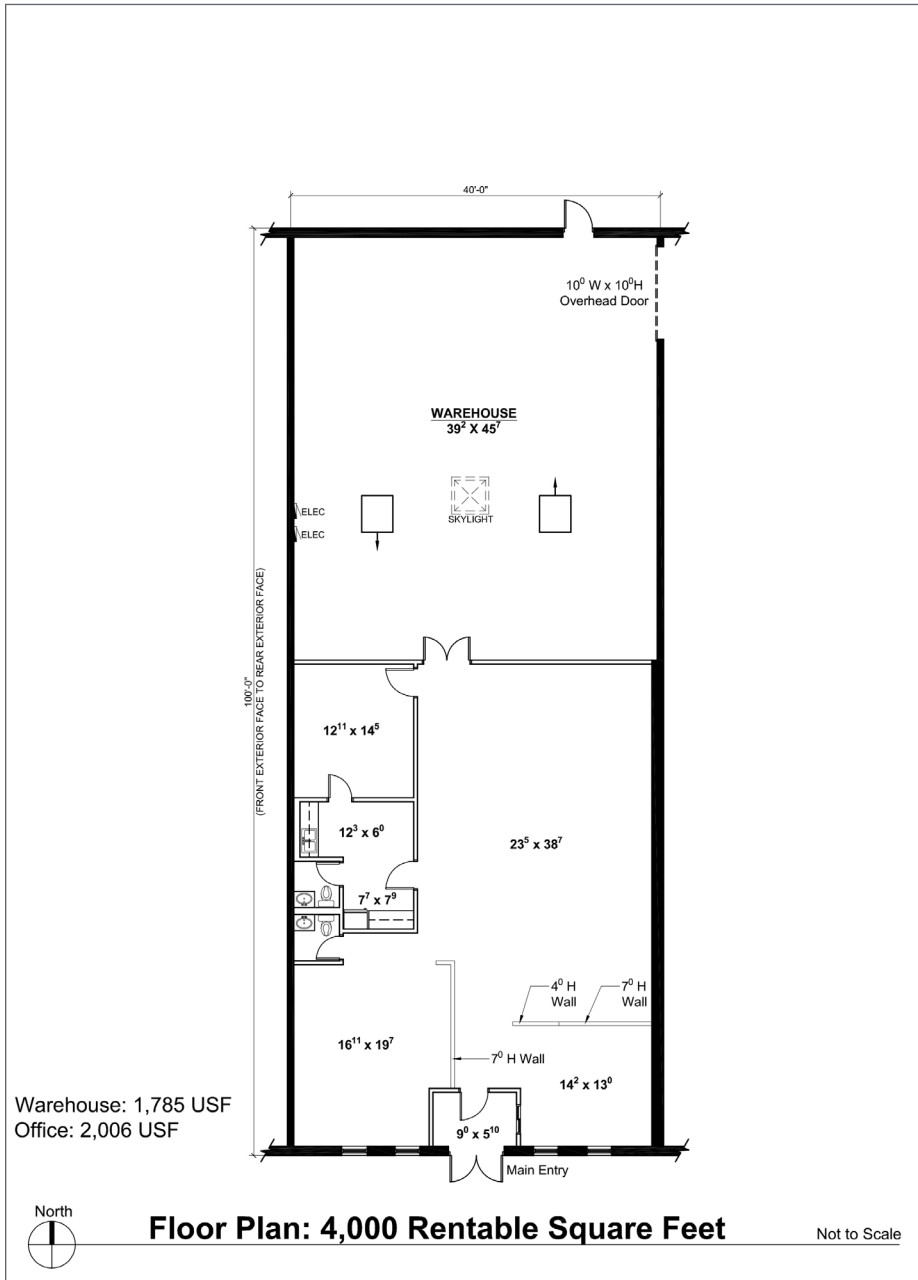 40'-0"
10⁰ W x 10⁰H
Overhead Door
WAREHOUSE
39² X 45⁷
SKYLIGHT
ELEC
ELEC
100'-0"
(FRONT EXTERIOR FACE TO REAR EXTERIOR FACE)
12¹¹ x 14⁵
12³ x 6⁰
23⁵ x 38⁷
7⁷ x 7⁹
4⁰ H
Wall
7⁰ H
Wall
16¹¹ x 19⁷
7⁰ H Wall
14² x 13⁰
9⁰ x 5¹⁰
Main Entry
Warehouse: 1,785 USF
Office: 2,006 USF
North
Floor Plan: 4,000 Rentable Square Feet
Not to Scale